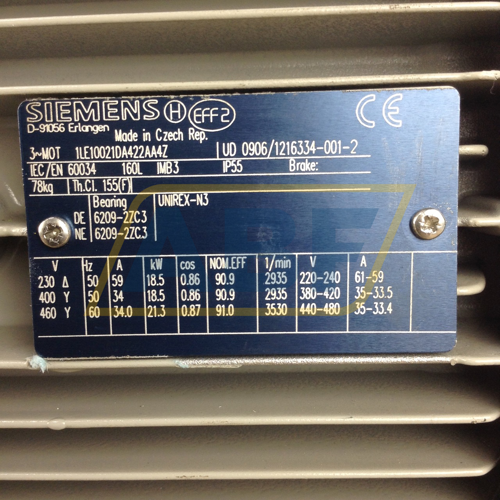 SIEMENS H EFF2 CE
D-91056 Erlangen
Made in Czech Rep.
3~MOT 1LE10021DA422AA4Z UD 0906/1216334-001-2
IEC/EN 60034 160L IMB3 IP55 Brake:
78kg Th.Cl. 155(F)
Bearing UNIREX-N3
DE 6209-2ZC3
NE 6209-2ZC3
V Hz A kW cos NOM.EFF 1/min V A
230 Δ 50 59 18.5 0.86 90.9 2935 220-240 61-59
400 Y 50 34 18.5 0.86 90.9 2935 380-420 35-33.5
460 Y 60 34.0 21.3 0.87 91.0 3530 440-480 35-33.4